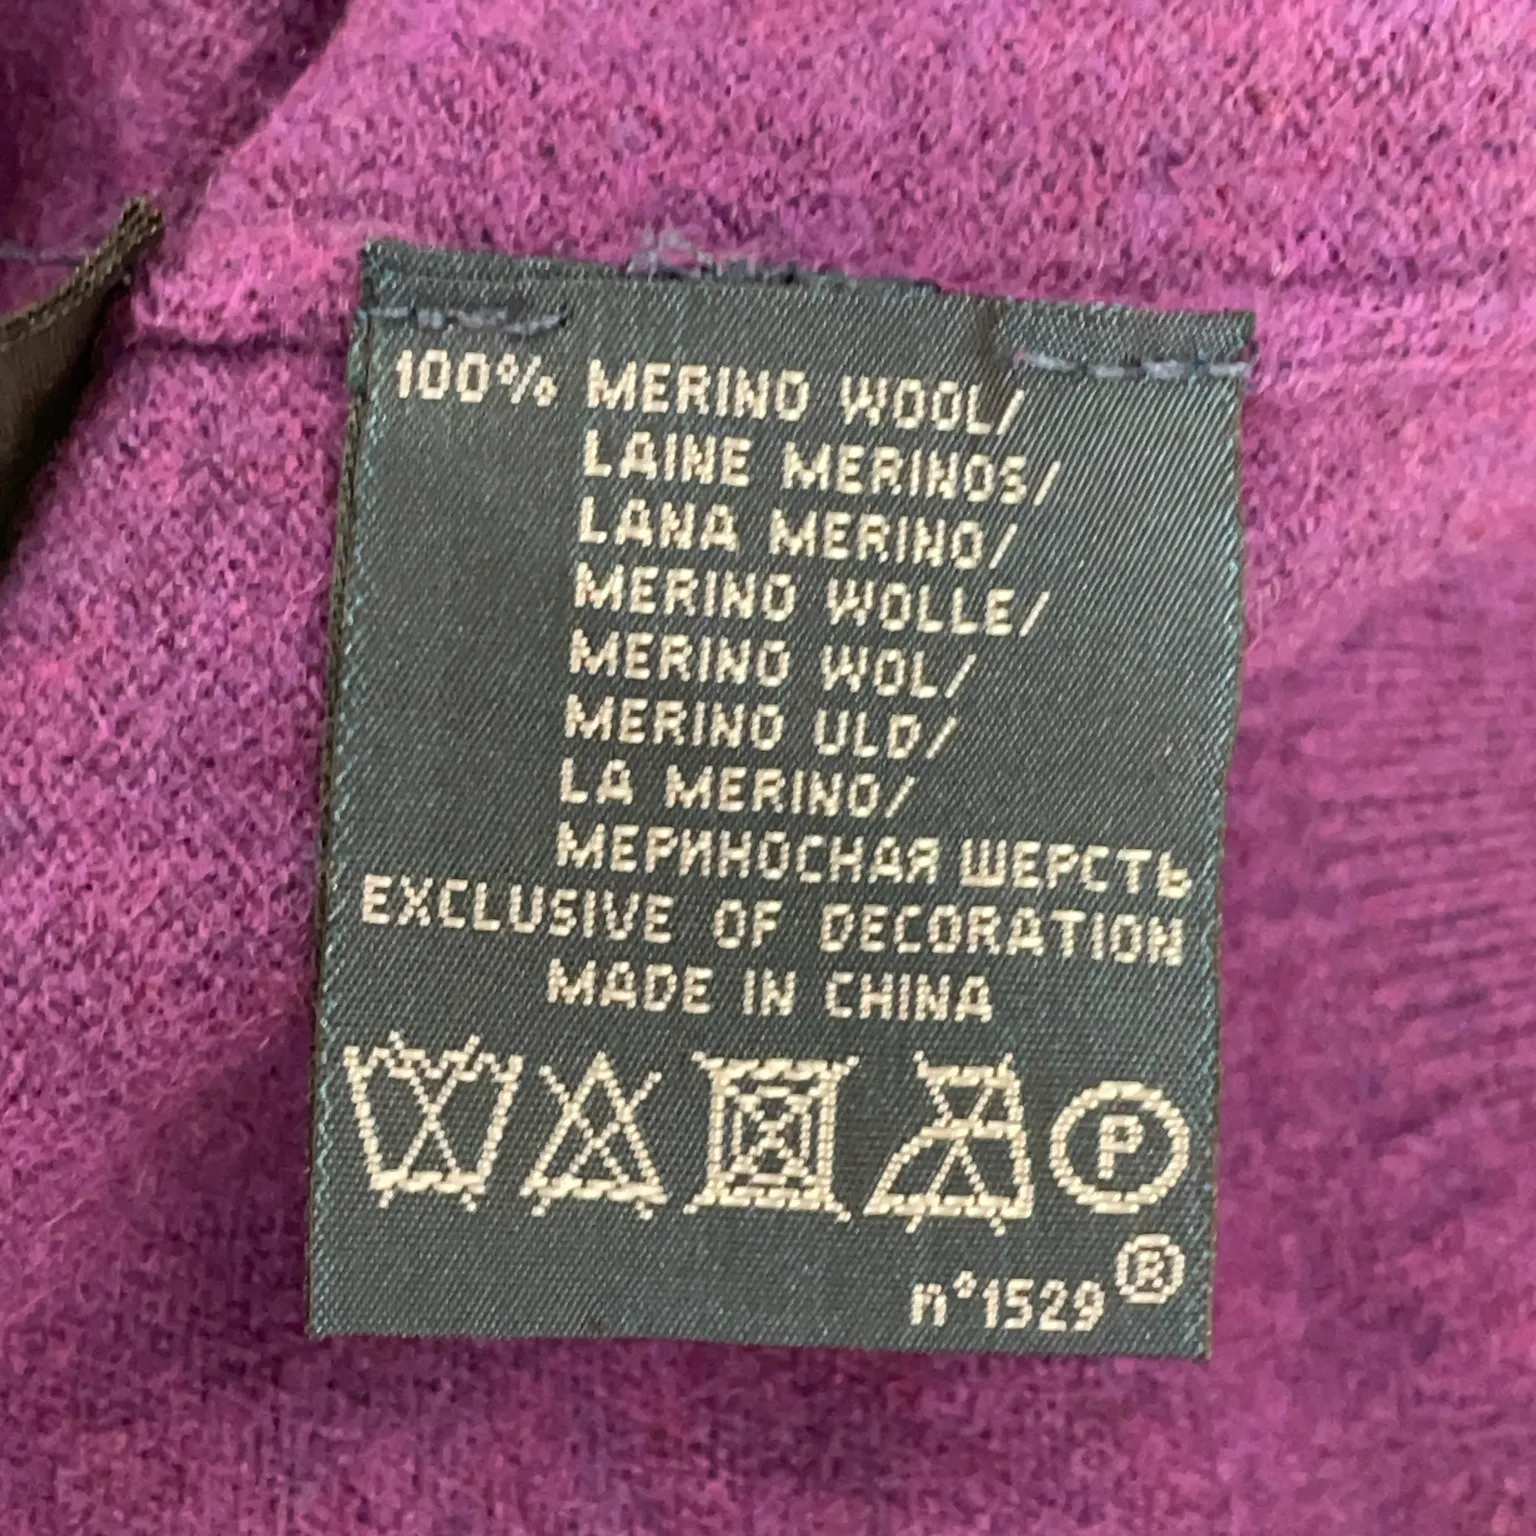 100% MERINO WOOL/
LAINE MERINOS/
LANA MERINO/
MERINO WOLLE/
MERINO WOL/
MERINO ULD/
LA MERINO/
МЕРИНОСНАЯ ШЕРСТЬ
EXCLUSIVE OF DECORATION
MADE IN CHINA
P
n°1529®